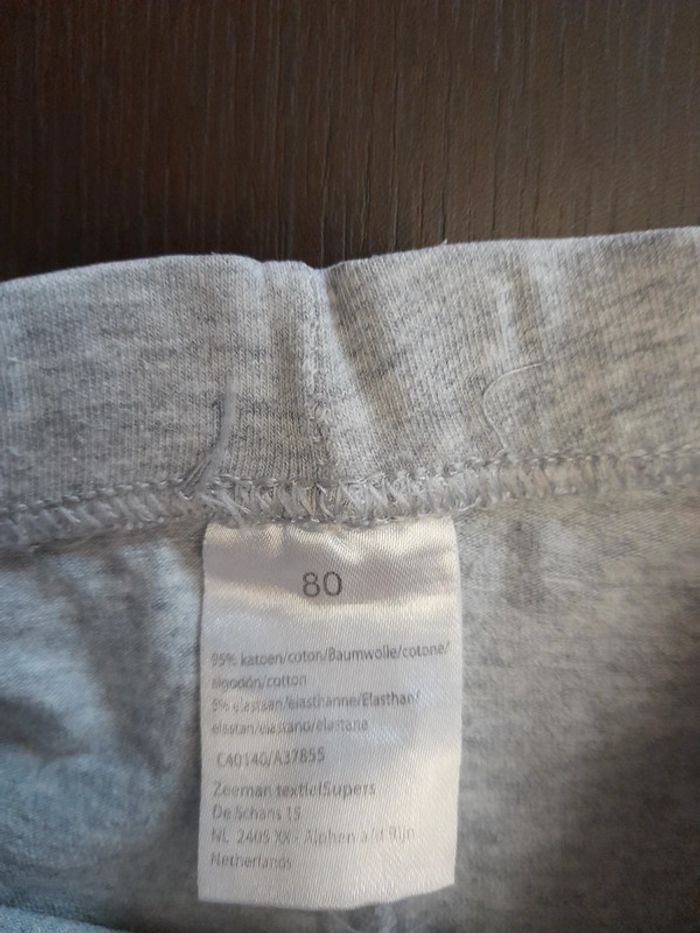 80
95% katoen/coton/Baumwolle/cotone/
algodón/cotton
5% elastaan/élasthanne/Elasthan/
elastan/elastano/elastane
C40140/A37855
Zeeman textielSupers
De Schans 15
NL 2405 XX - Alphen a/d Rijn
Netherlands